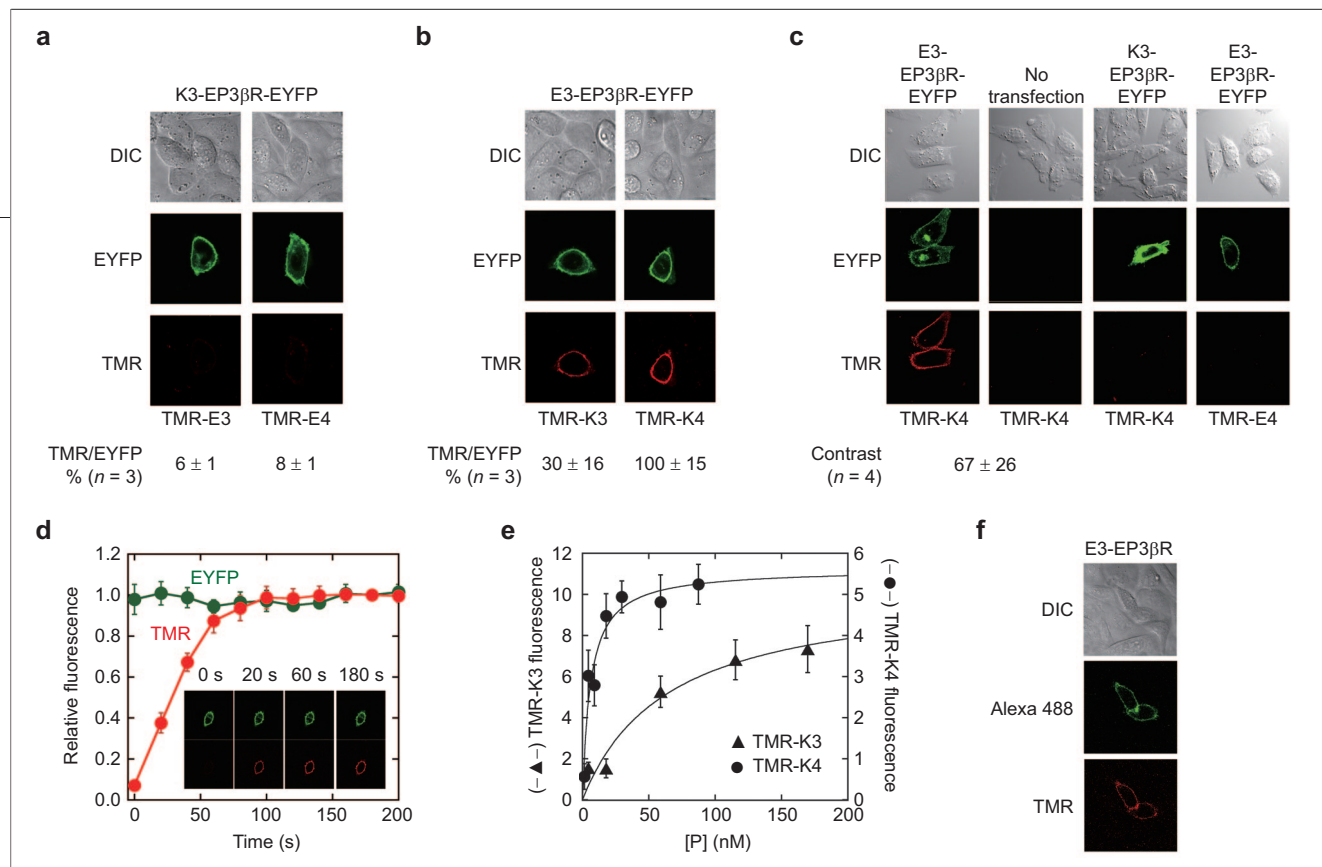 a
K3-EP3βR-EYFP
DIC
EYFP
TMR
TMR-E3 TMR-E4
TMR/EYFP
% (n = 3)
6 ± 1 8 ± 1
b
E3-EP3βR-EYFP
DIC
EYFP
TMR
TMR-K3 TMR-K4
TMR/EYFP
% (n = 3)
30 ± 16 100 ± 15
c
E3-
EP3βR-
EYFP
No
transfection
K3-
EP3βR-
EYFP
E3-
EP3βR-
EYFP
DIC
EYFP
TMR
TMR-K4 TMR-K4 TMR-K4 TMR-E4
Contrast
(n = 4)
67 ± 26
d
Relative fluorescence
1.2
1.0
0.8
0.6
0.4
0.2
0.0
EYFP
TMR
0 s 20 s 60 s 180 s
0 50 100 150 200
Time (s)
e
(–▲–) TMR-K3 fluorescence
12
10
8
6
4
2
0
▲ TMR-K3
● TMR-K4
6
5
4
3
2
1
0
(–●–) TMR-K4 fluorescence
0 50 100 150 200
[P] (nM)
f
E3-EP3βR
DIC
Alexa 488
TMR